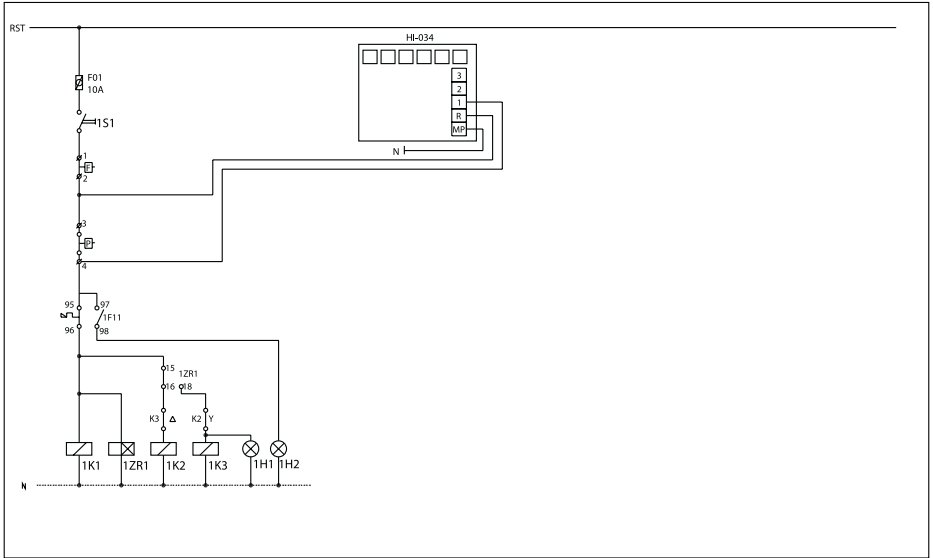 RST
HI-034
F01
10A
3
2
1
R
MP
1S1
N
1
F
2
3
P
4
95
97
1F11
96
98
15
1ZR1
16
18
K3 Δ
K2 Y
1K1
1ZR1
1K2
1K3
1H1
1H2
N